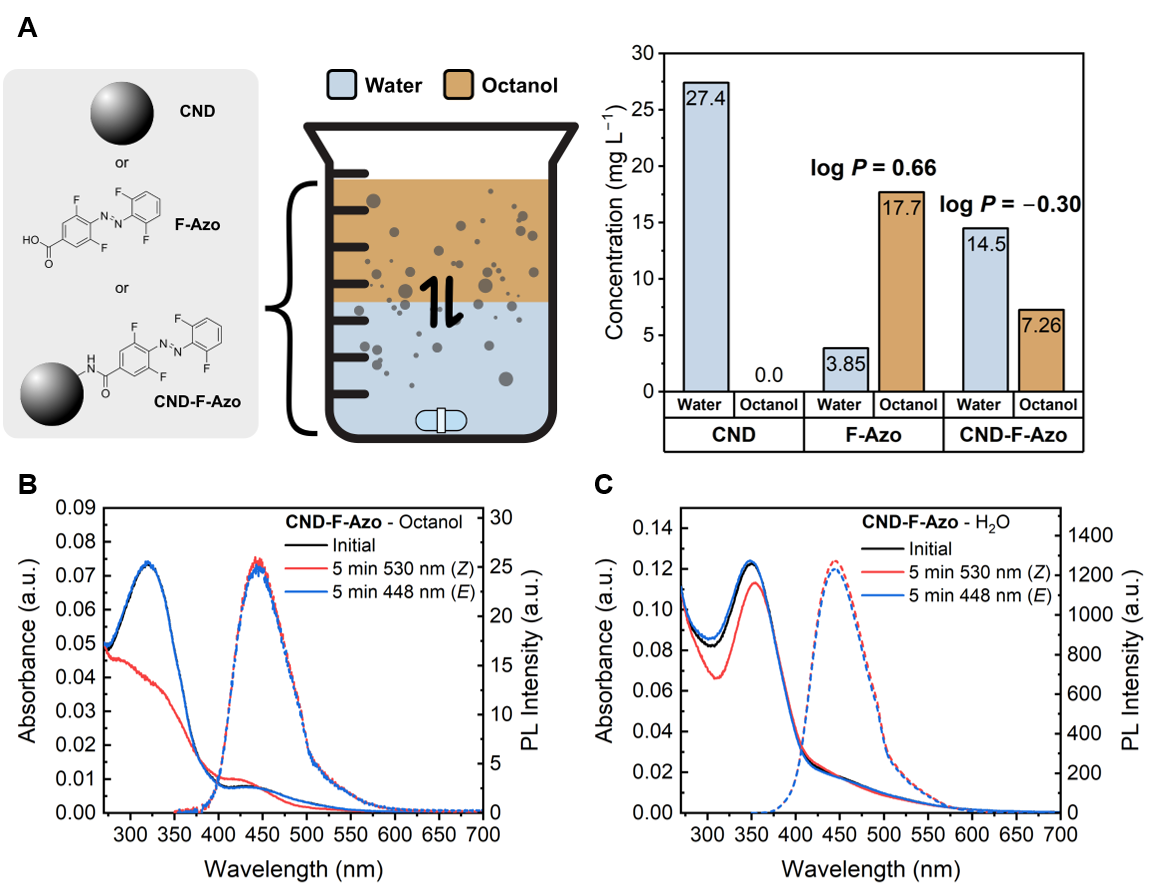 A
CND
or
F
F
N
N
F
F
HO
O
F-Azo
or
F
F
N
N
F
F
H
N
O
CND-F-Azo
Water
Octanol
Concentration (mg L⁻¹)
30
25
20
15
10
5
0
27.4
0.0
log P = 0.66
3.85
17.7
log P = −0.30
14.5
7.26
Water Octanol Water Octanol Water Octanol
CND F-Azo CND-F-Azo
B
CND-F-Azo - Octanol
Initial
5 min 530 nm (Z)
5 min 448 nm (E)
Absorbance (a.u.)
0.09
0.08
0.07
0.06
0.05
0.04
0.03
0.02
0.01
0.00
PL Intensity (a.u.)
30
25
20
15
10
5
0
300 350 400 450 500 550 600 650 700
Wavelength (nm)
C
CND-F-Azo - H₂O
Initial
5 min 530 nm (Z)
5 min 448 nm (E)
Absorbance (a.u.)
0.14
0.12
0.10
0.08
0.06
0.04
0.02
0.00
PL Intensity (a.u.)
1400
1200
1000
800
600
400
200
0
300 350 400 450 500 550 600 650 700
Wavelength (nm)